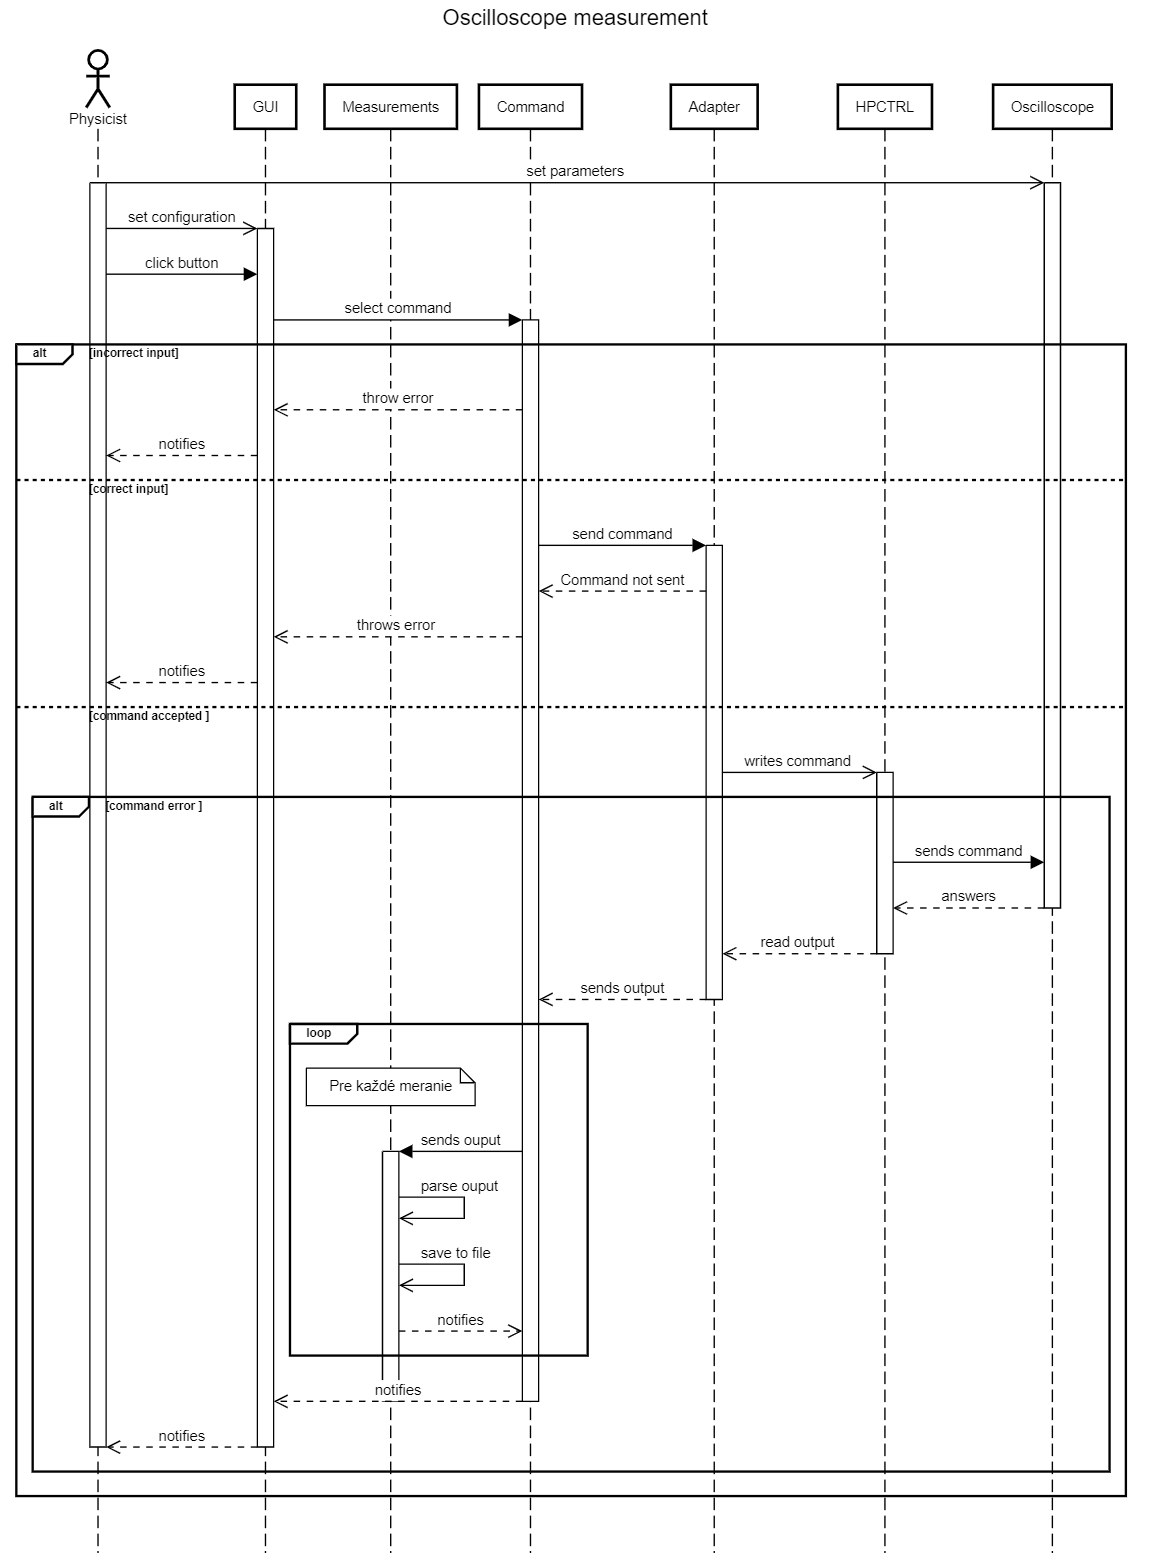 Oscilloscope measurement
Physicist
GUI
Measurements
Command
Adapter
HPCTRL
Oscilloscope
set parameters
set configuration
click button
select command
alt
[incorrect input]
throw error
notifies
[correct input]
send command
Command not sent
throws error
notifies
[command accepted ]
writes command
alt
[command error ]
sends command
answers
read output
sends output
loop
Pre každé meranie
sends ouput
parse ouput
save to file
notifies
notifies
notifies